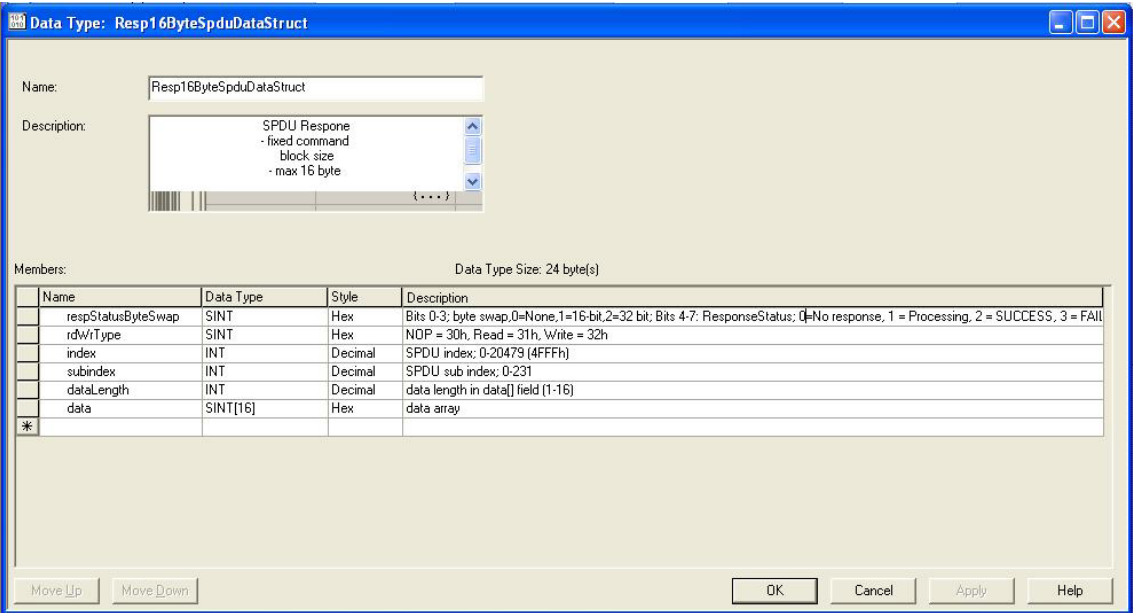 Data Type: Resp16ByteSpduDataStruct
Name: Resp16ByteSpduDataStruct
Description: SPDU Respone
- fixed command
block size
- max 16 byte
{...}
Members: Data Type Size: 24 byte(s)
Name Data Type Style Description
respStatusByteSwap SINT Hex Bits 0-3; byte swap,0=None,1=16-bit,2=32 bit; Bits 4-7: ResponseStatus; 0=No response, 1 = Processing, 2 = SUCCESS, 3 = FAIL
rdWrType SINT Hex NOP = 30h, Read = 31h, Write = 32h
index INT Decimal SPDU index; 0-20479 (4FFFh)
subindex INT Decimal SPDU sub index; 0-231
dataLength INT Decimal data length in data[] field (1-16)
data SINT[16] Hex data array
Move Up Move Down OK Cancel Apply Help